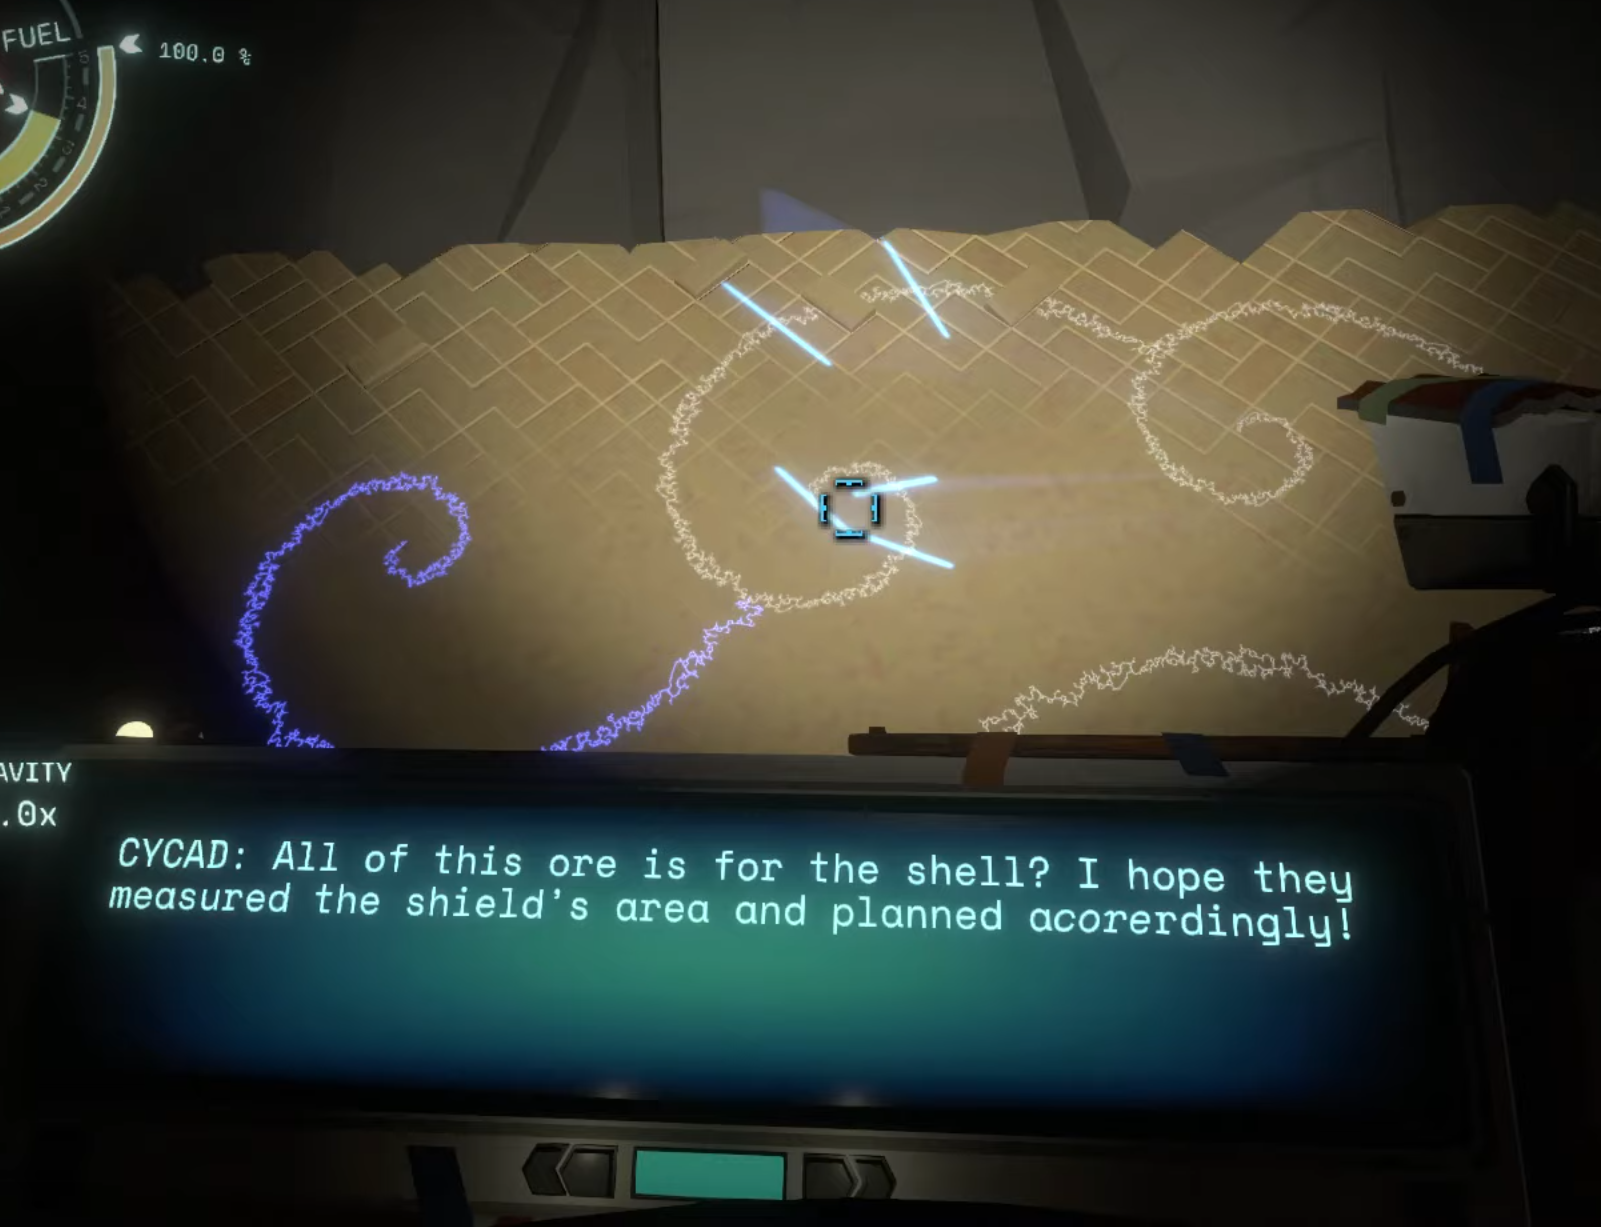 FUEL
100.0 %
AVITY
.0x
CYCAD: All of this ore is for the shell? I hope they
measured the shield's area and planned acorerdingly!